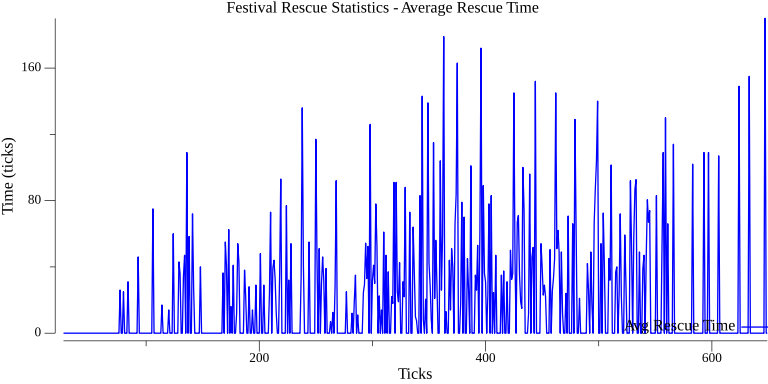 Festival Rescue Statistics - Average Rescue Time
Time (ticks)
160
80
0
Avg Rescue Time
200
400
600
Ticks